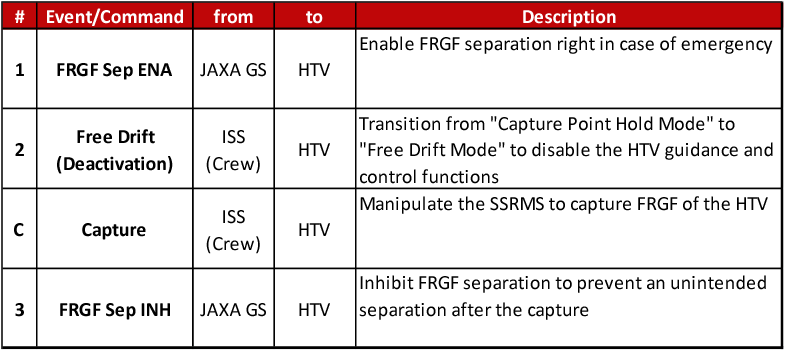 # Event/Command from to Description
1 FRGF Sep ENA JAXA GS HTV Enable FRGF separation right in case of emergency
2 Free Drift (Deactivation) ISS (Crew) HTV Transition from "Capture Point Hold Mode" to
"Free Drift Mode" to disable the HTV guidance and
control functions
C Capture ISS (Crew) HTV Manipulate the SSRMS to capture FRGF of the HTV
3 FRGF Sep INH JAXA GS HTV Inhibit FRGF separation to prevent an unintended
separation after the capture